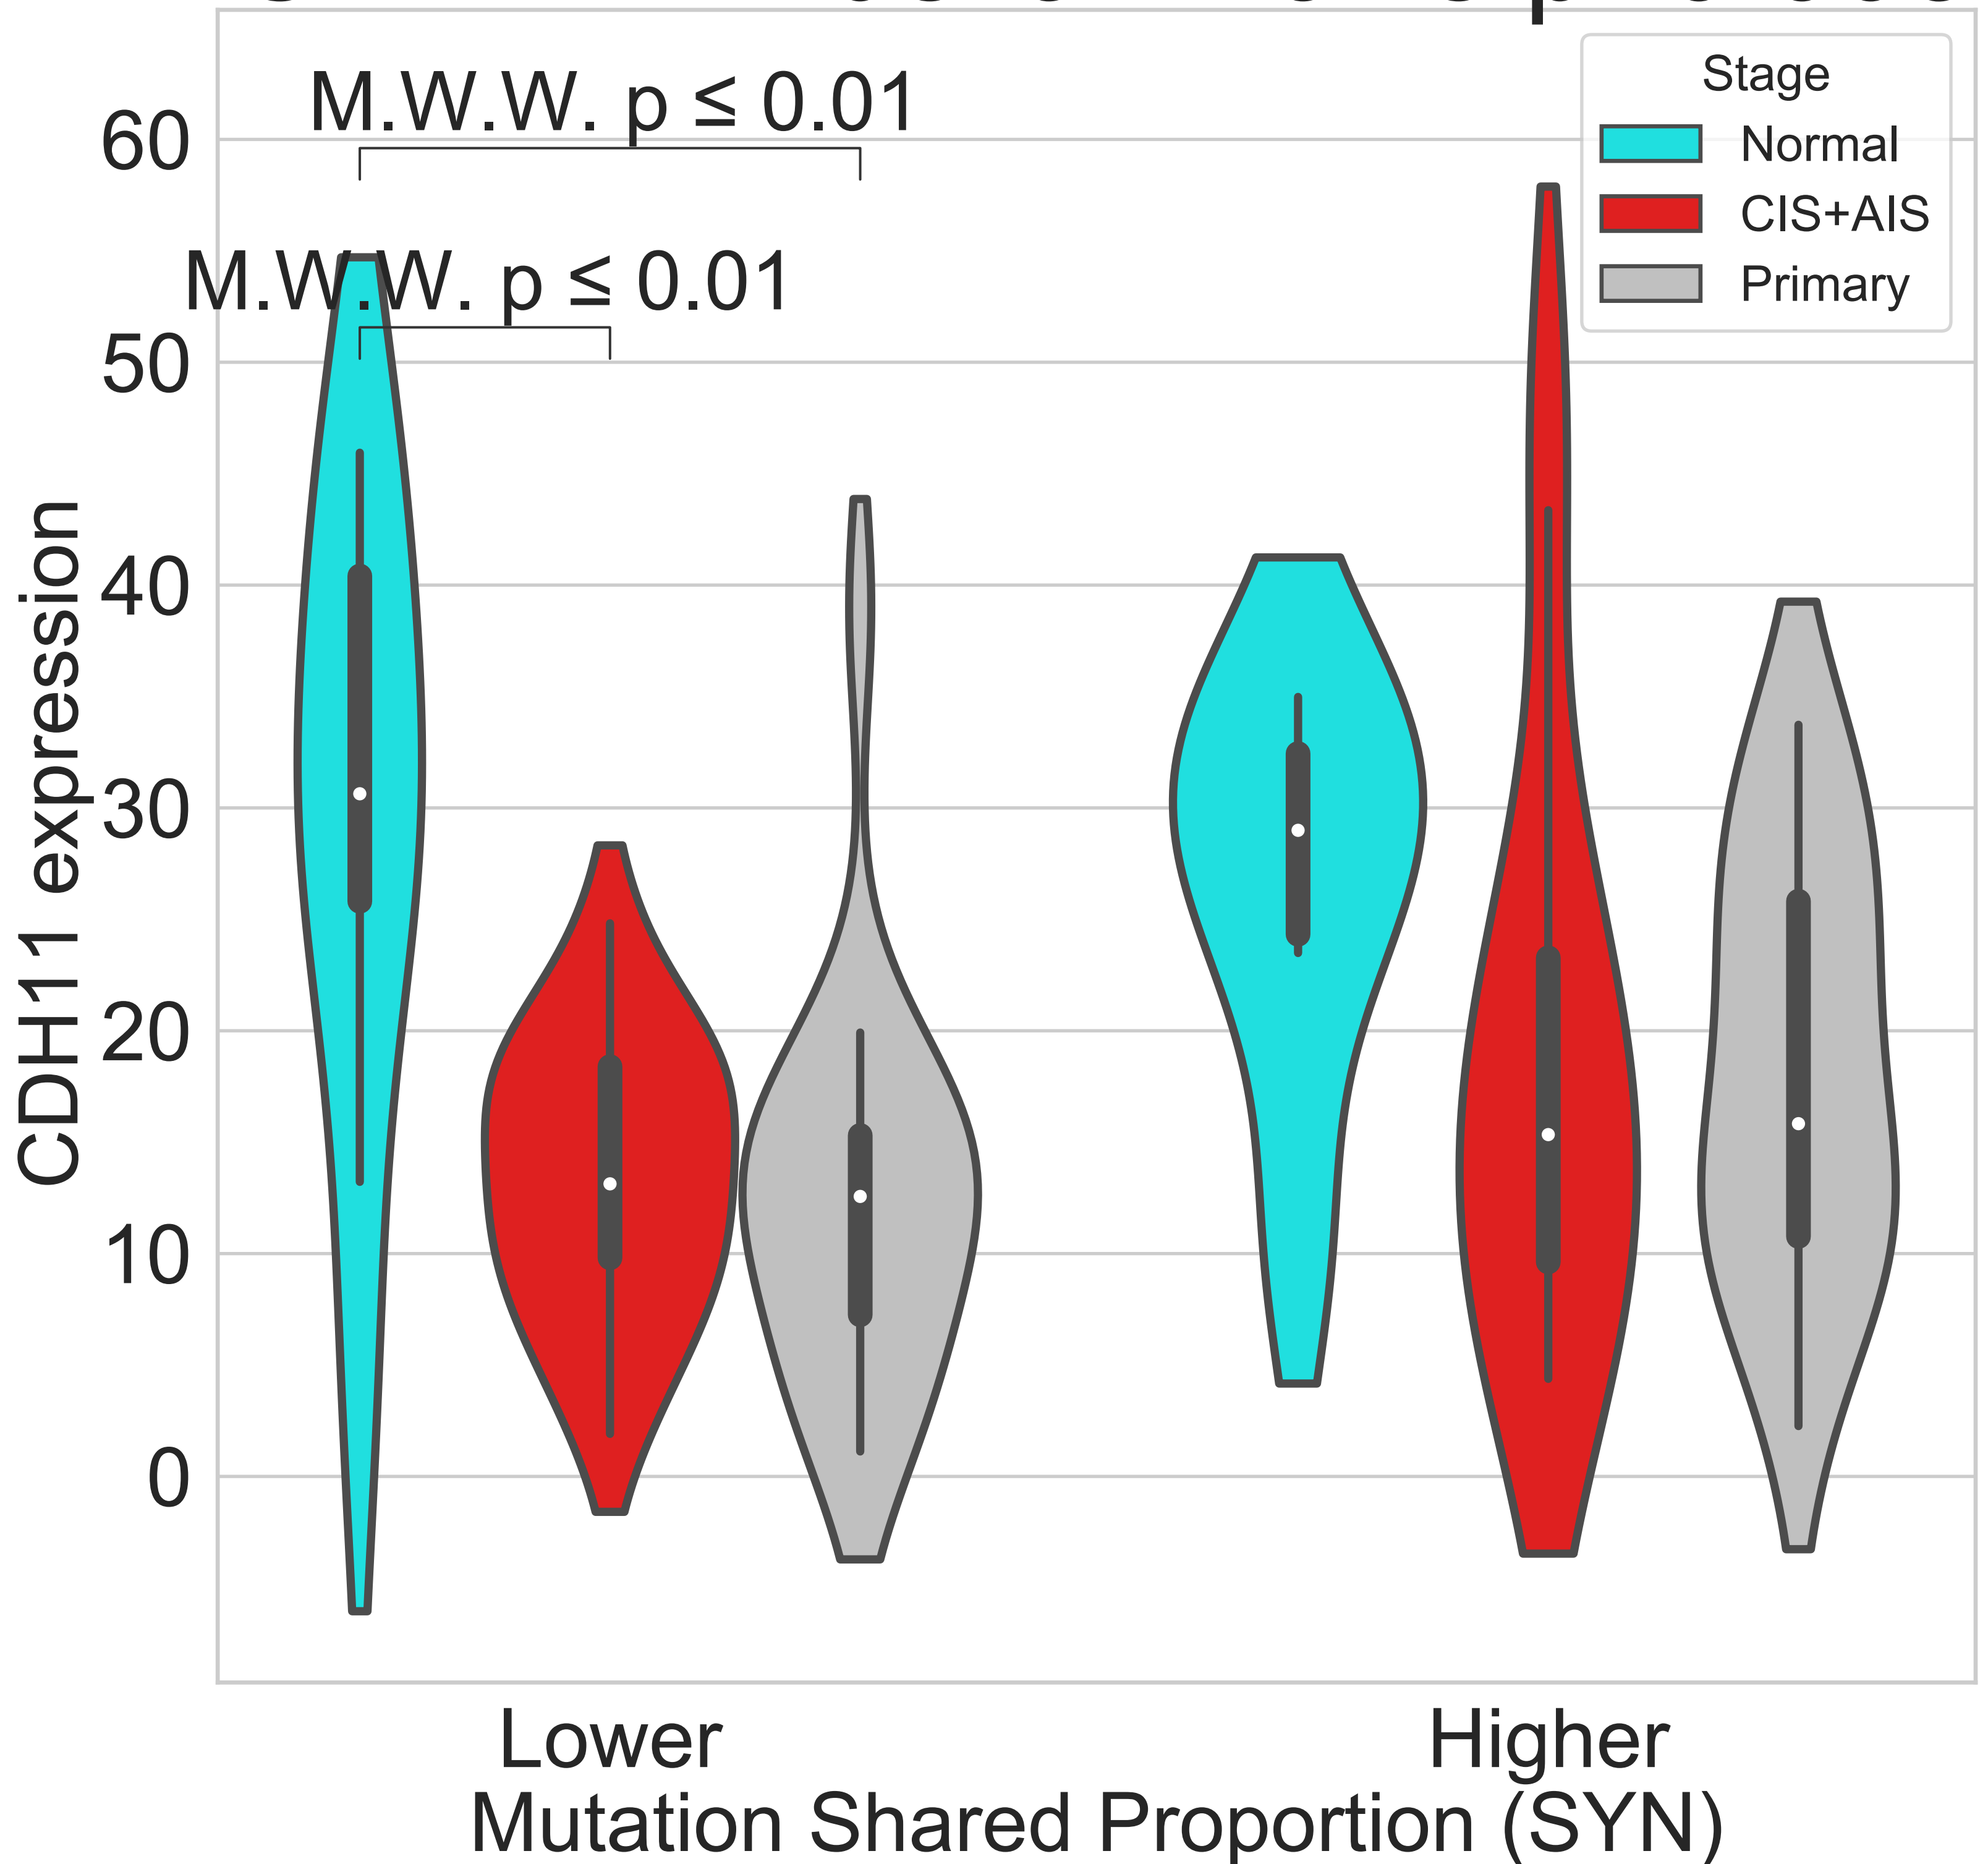 M.W.W. p ≤ 0.01
M.W.W. p ≤ 0.01
Stage
Normal
CIS+AIS
Primary
60
50
40
30
20
10
0
CDH11 expression
Lower
Higher
Mutation Shared Proportion (SYN)